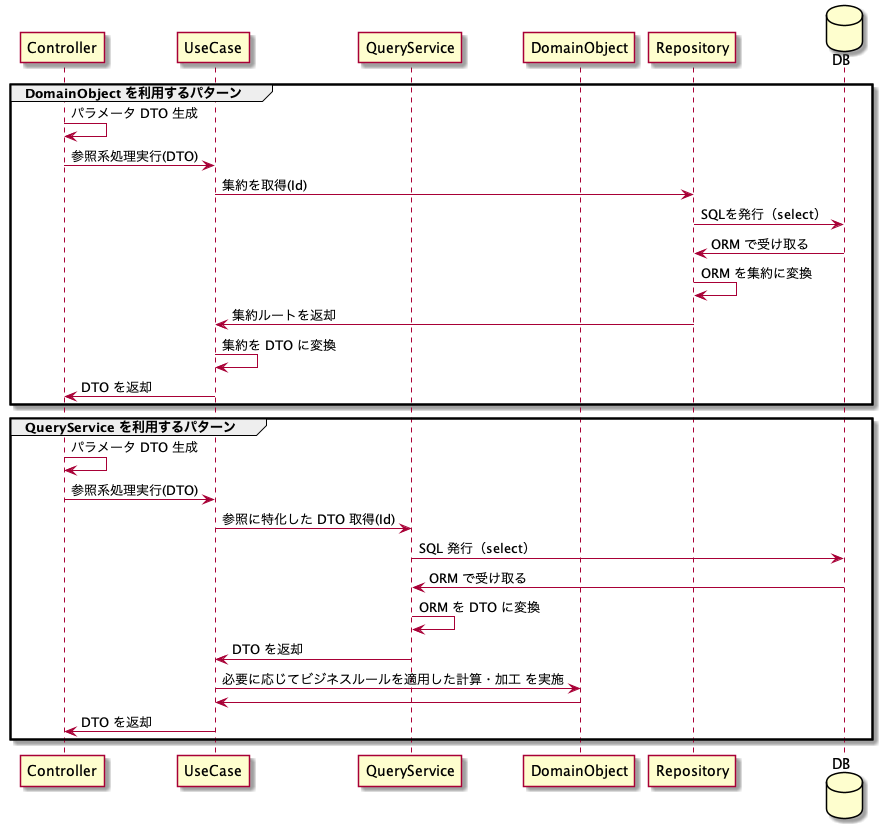 Controller
UseCase
QueryService
DomainObject
Repository
DB
DomainObject を利用するパターン
パラメータ DTO 生成
参照系処理実行(DTO)
集約を取得(Id)
SQLを発行（select）
ORM で受け取る
ORM を集約に変換
集約ルートを返却
集約を DTO に変換
DTO を返却
QueryService を利用するパターン
パラメータ DTO 生成
参照系処理実行(DTO)
参照に特化した DTO 取得(Id)
SQL 発行（select）
ORM で受け取る
ORM を DTO に変換
DTO を返却
必要に応じてビジネスルールを適用した計算・加工 を実施
DTO を返却
Controller
UseCase
QueryService
DomainObject
Repository
DB